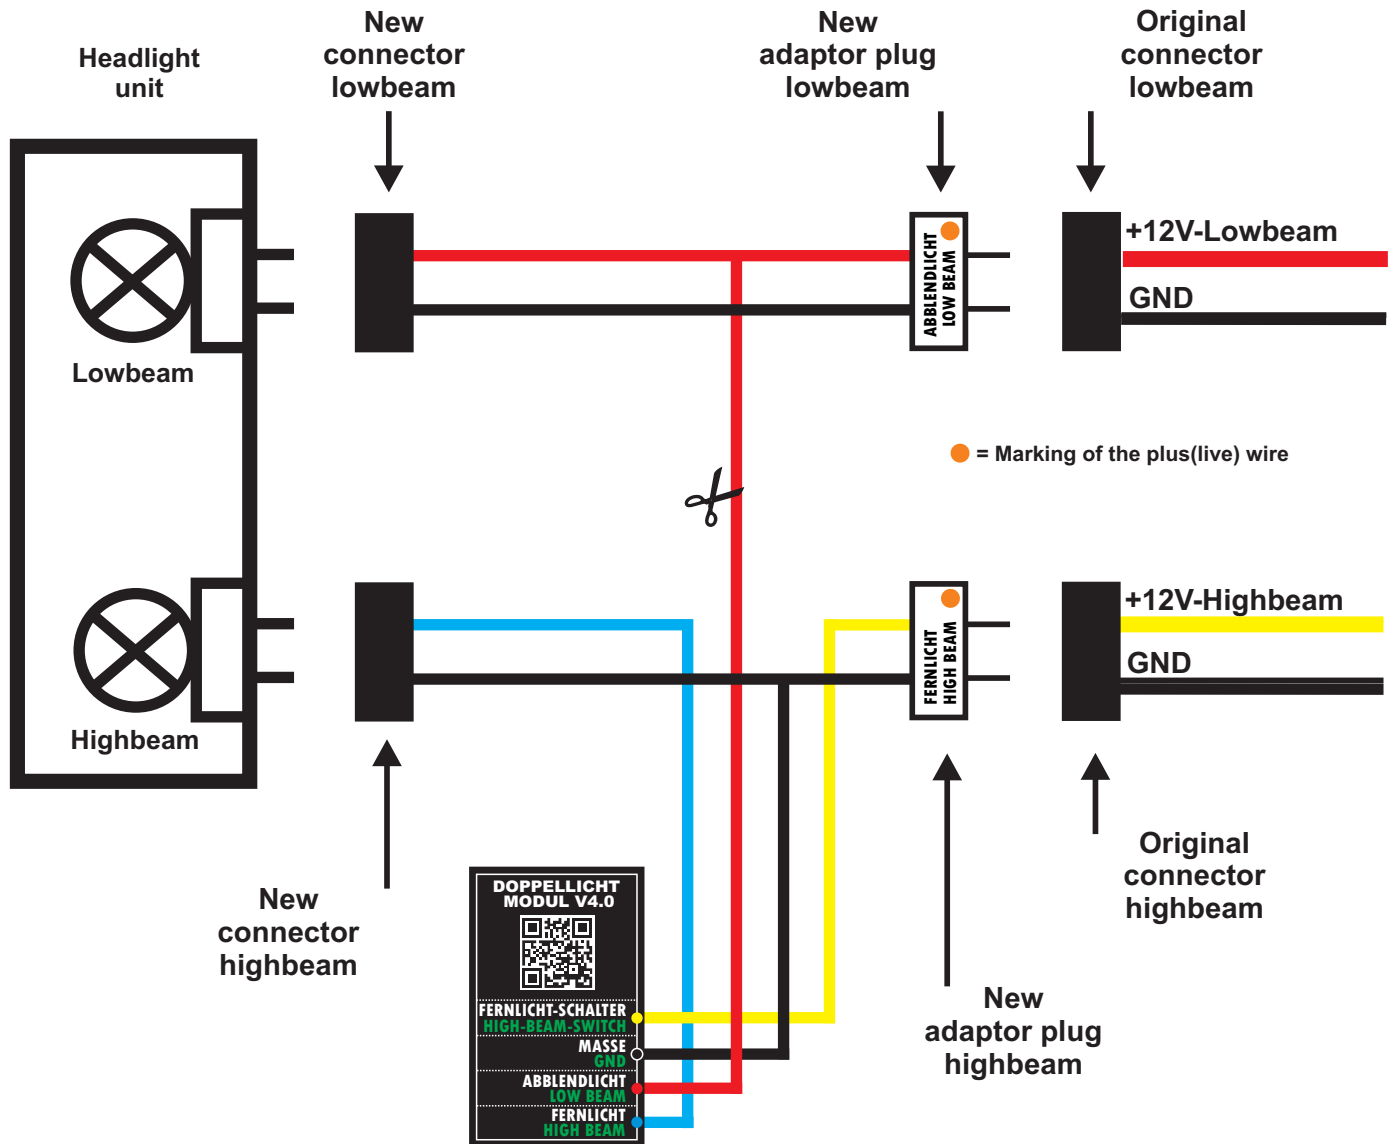 Headlight
unit
New
connector
lowbeam
New
adaptor plug
lowbeam
Original
connector
lowbeam
ABBLENDLICHT
LOW BEAM
+12V-Lowbeam
GND
Lowbeam
= Marking of the plus(live) wire
FERNLICHT
HIGH BEAM
+12V-Highbeam
GND
Highbeam
New
connector
highbeam
DOPPELLICHT
MODUL V4.0
FERNLICHT-SCHALTER
HIGH-BEAM-SWITCH
MASSE
GND
ABBLENDLICHT
LOW BEAM
FERNLICHT
HIGH BEAM
New
adaptor plug
highbeam
Original
connector
highbeam